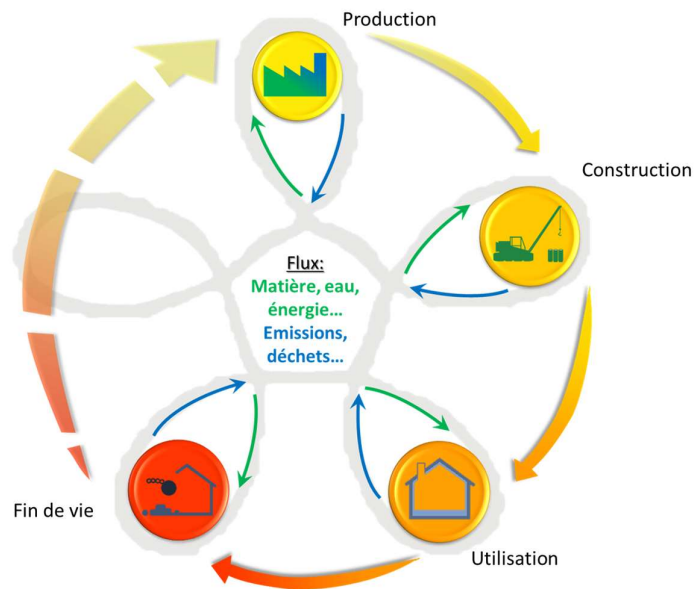 Production
Construction
Flux:
Matière, eau,
énergie...
Emissions,
déchets...
Fin de vie
Utilisation